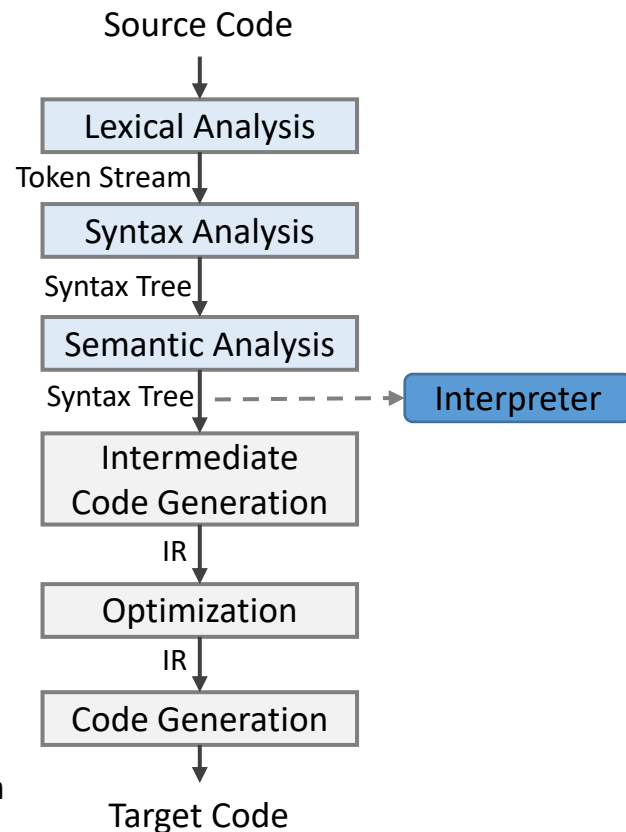 Source Code
Lexical Analysis
Token Stream
Syntax Analysis
Syntax Tree
Semantic Analysis
Syntax Tree
Interpreter
Intermediate
Code Generation
IR
Optimization
IR
Code Generation
Target Code